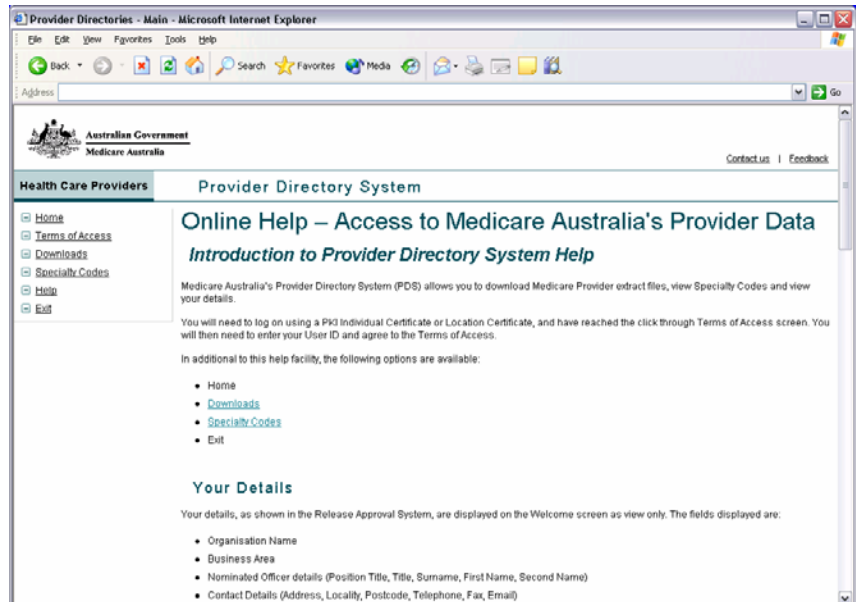 Provider Directories - Main - Microsoft Internet Explorer
File Edit View Favorites Tools Help
Back Search Favorites Media
Address Go
Australian Government
Medicare Australia
Contact us | Feedback
Health Care Providers Provider Directory System
Home
Terms of Access
Downloads
Specialty Codes
Help
Exit
Online Help – Access to Medicare Australia's Provider Data
Introduction to Provider Directory System Help
Medicare Australia's Provider Directory System (PDS) allows you to download Medicare Provider extract files, view Specialty Codes and view
your details.
You will need to log on using a PKI Individual Certificate or Location Certificate, and have reached the click through Terms of Access screen. You
will then need to enter your User ID and agree to the Terms of Access.
In additional to this help facility, the following options are available:
• Home
• Downloads
• Specialty Codes
• Exit
Your Details
Your details, as shown in the Release Approval System, are displayed on the Welcome screen as view only. The fields displayed are:
• Organisation Name
• Business Area
• Nominated Officer details (Position Title, Title, Surname, First Name, Second Name)
• Contact Details (Address, Locality, Postcode, Telephone, Fax, Email)